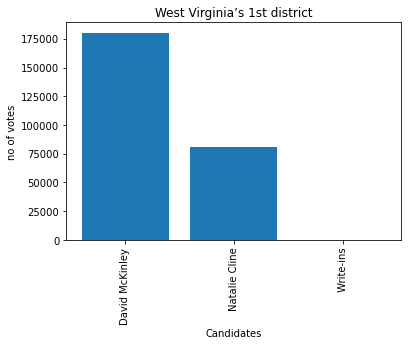 West Virginia’s 1st district
no of votes
175000
150000
125000
100000
75000
50000
25000
0
David McKinley
Natalie Cline
Write-ins
Candidates